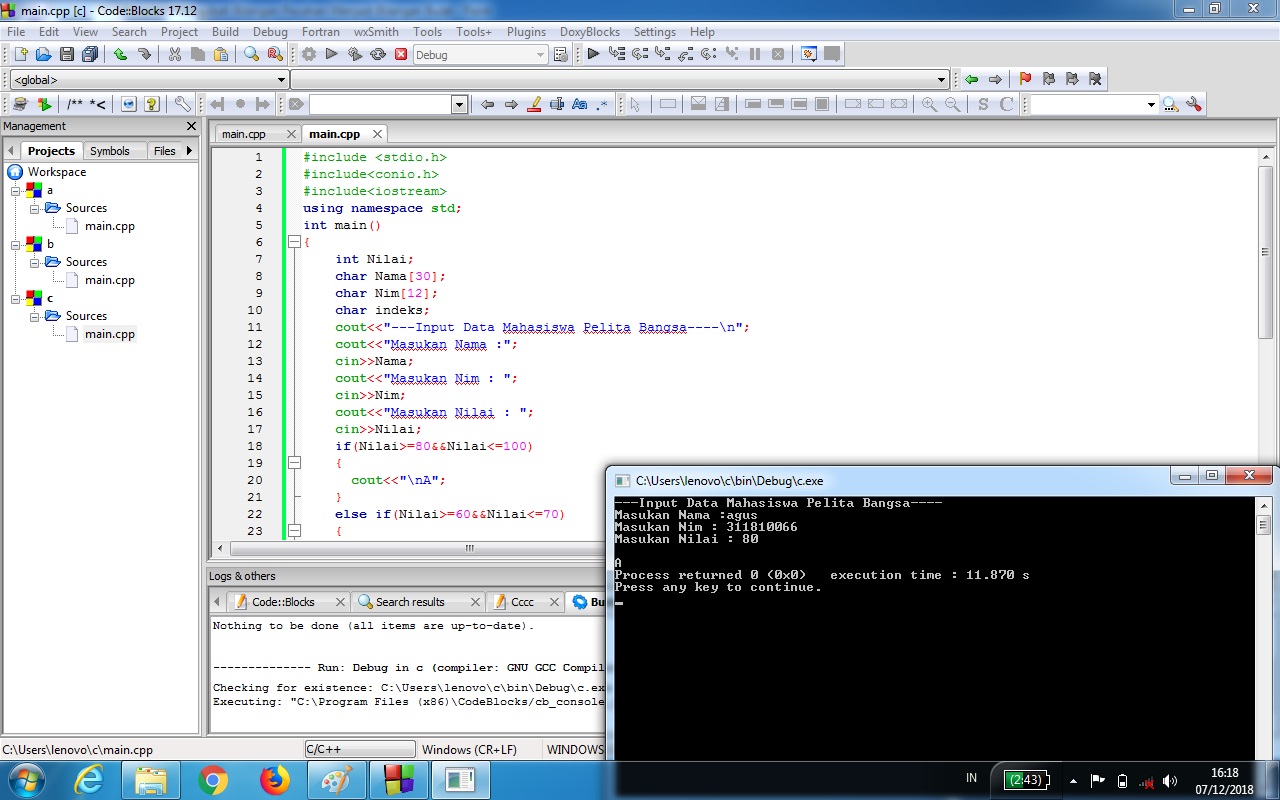 main.cpp [c] - Code::Blocks 17.12
File Edit View Search Project Build Debug Fortran wxSmith Tools Tools+ Plugins DoxyBlocks Settings Help
Debug
<global>
/** *<
Aa .*
S C
Management
main.cpp
main.cpp
Projects Symbols Files
Workspace
a
Sources
main.cpp
b
Sources
main.cpp
c
Sources
main.cpp
1 #include <stdio.h>
2 #include<conio.h>
3 #include<iostream>
4 using namespace std;
5 int main()
6 {
7 int Nilai;
8 char Nama[30];
9 char Nim[12];
10 char indeks;
11 cout<<"---Input Data Mahasiswa Pelita Bangsa----\n";
12 cout<<"Masukan Nama :";
13 cin>>Nama;
14 cout<<"Masukan Nim : ";
15 cin>>Nim;
16 cout<<"Masukan Nilai : ";
17 cin>>Nilai;
18 if(Nilai>=80&&Nilai<=100)
19 {
20 cout<<"\nA";
21 }
22 else if(Nilai>=60&&Nilai<=70)
23 {
C:\Users\lenovo\c\bin\Debug\c.exe
---Input Data Mahasiswa Pelita Bangsa----
Masukan Nama :agus
Masukan Nim : 311810066
Masukan Nilai : 80
A
Process returned 0 (0x0) execution time : 11.870 s
Press any key to continue.
Logs & others
Code::Blocks
Search results
Cccc
Bu
Nothing to be done (all items are up-to-date).
-------------- Run: Debug in c (compiler: GNU GCC Compil
Checking for existence: C:\Users\lenovo\c\bin\Debug\c.ex
Executing: "C:\Program Files (x86)\CodeBlocks/cb_console
C:\Users\lenovo\c\main.cpp
C/C++
Windows (CR+LF)
WINDOWS
IN
(2:43)
16:18
07/12/2018